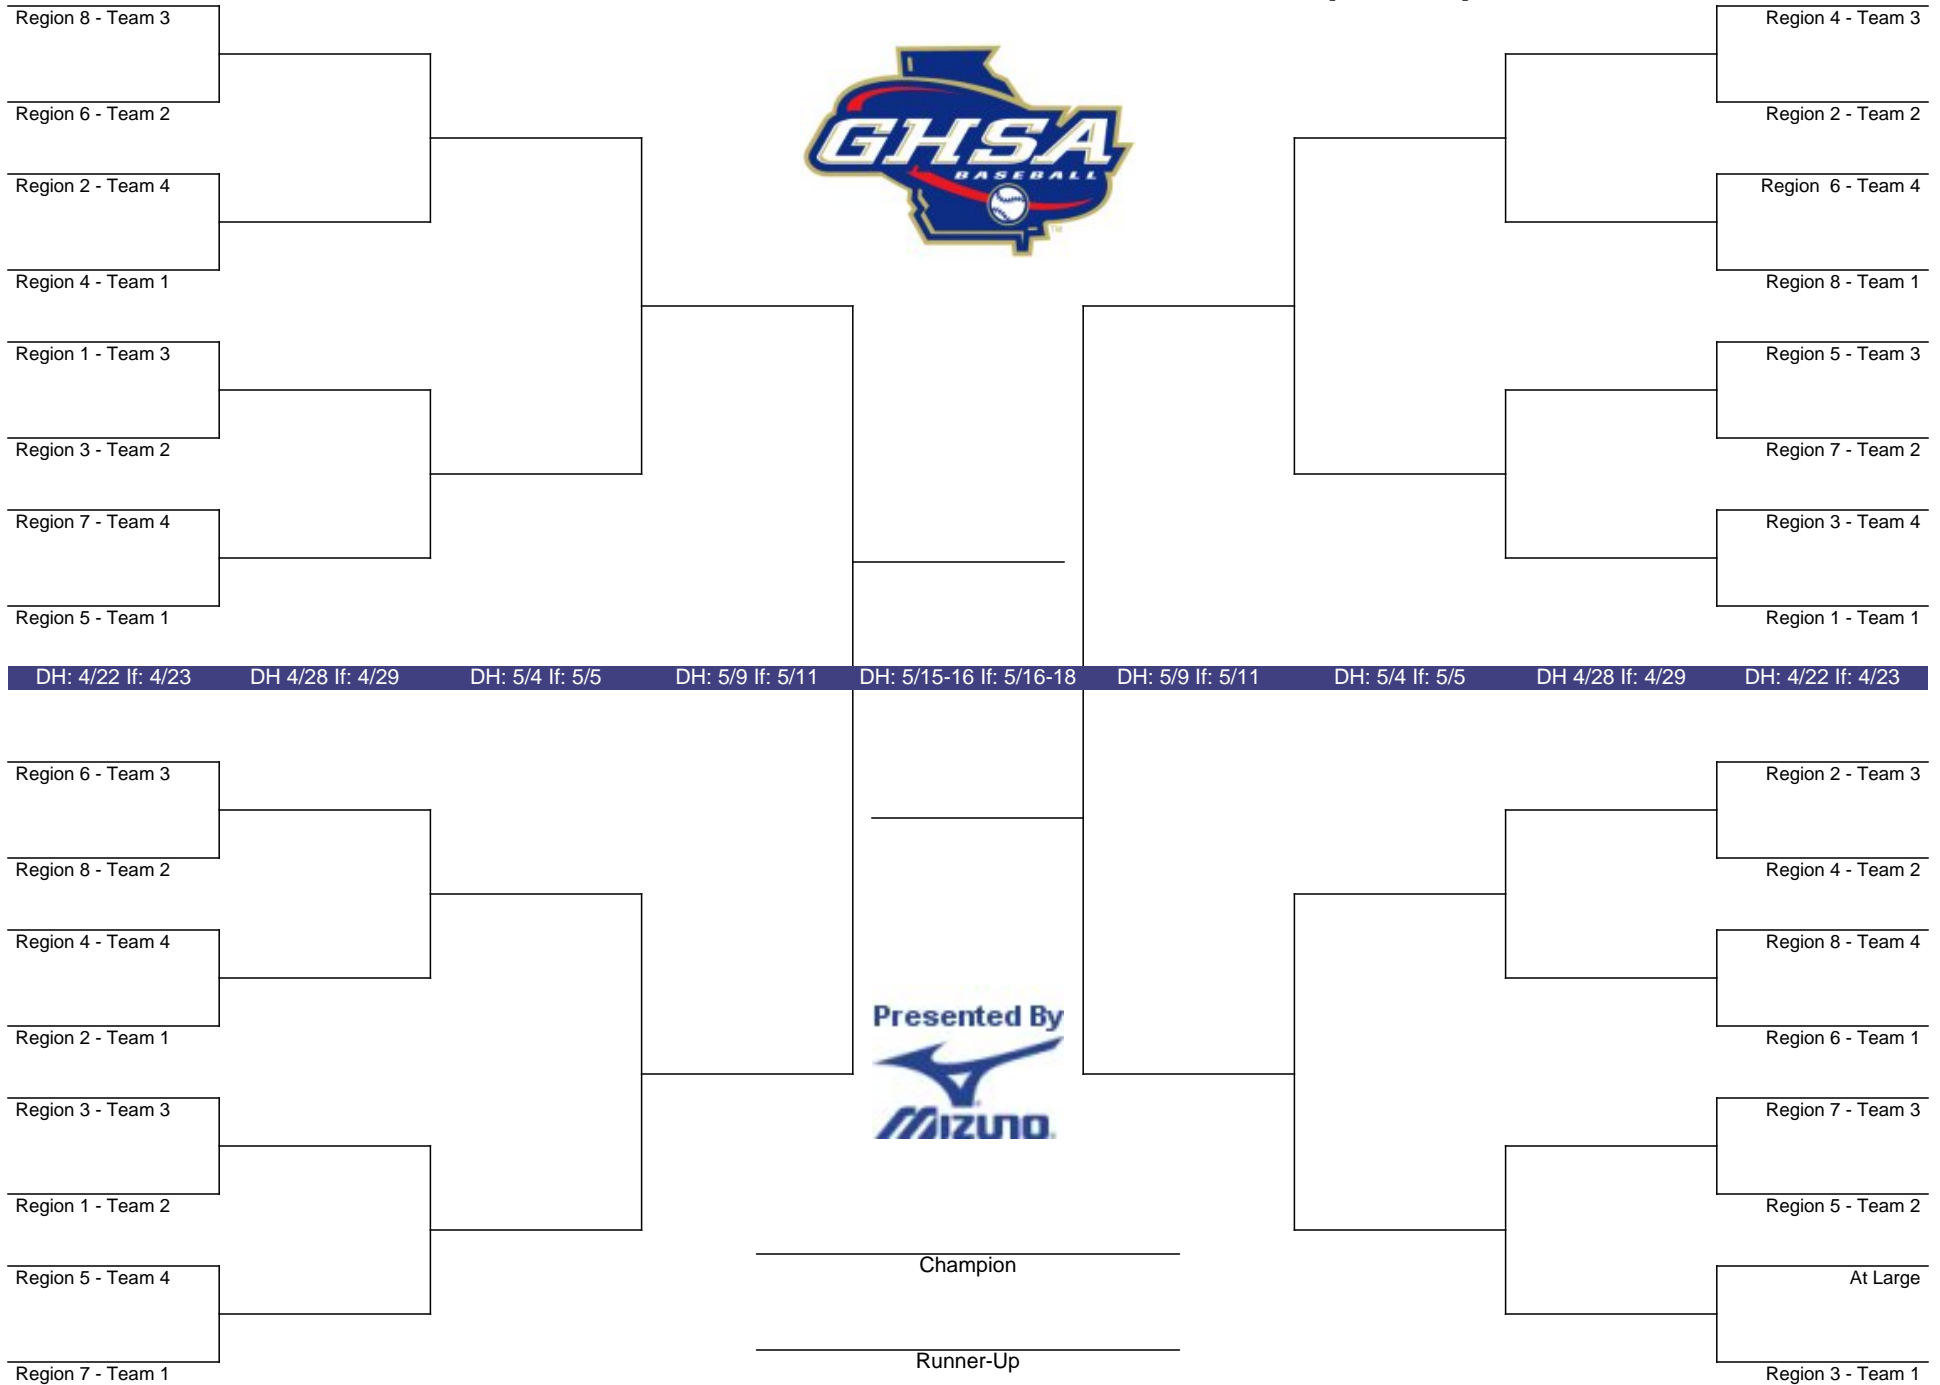 Region 8 - Team 3
Region 6 - Team 2
Region 2 - Team 4
Region 4 - Team 1
Region 1 - Team 3
Region 3 - Team 2
Region 7 - Team 4
Region 5 - Team 1
GHSA
BASEBALL
TM
Region 4 - Team 3
Region 2 - Team 2
Region  6 - Team 4
Region 8 - Team 1
Region 5 - Team 3
Region 7 - Team 2
Region 3 - Team 4
Region 1 - Team 1
DH: 4/22 If: 4/23 DH 4/28 If: 4/29 DH: 5/4 If: 5/5 DH: 5/9 If: 5/11 DH: 5/15-16 If: 5/16-18 DH: 5/9 If: 5/11 DH: 5/4 If: 5/5 DH 4/28 If: 4/29 DH: 4/22 If: 4/23
Region 6 - Team 3
Region 8 - Team 2
Region 4 - Team 4
Region 2 - Team 1
Region 3 - Team 3
Region 1 - Team 2
Region 5 - Team 4
Region 7 - Team 1
Presented By
MIZUNO
Champion
Runner-Up
Region 2 - Team 3
Region 4 - Team 2
Region 8 - Team 4
Region 6 - Team 1
Region 7 - Team 3
Region 5 - Team 2
At Large
Region 3 - Team 1